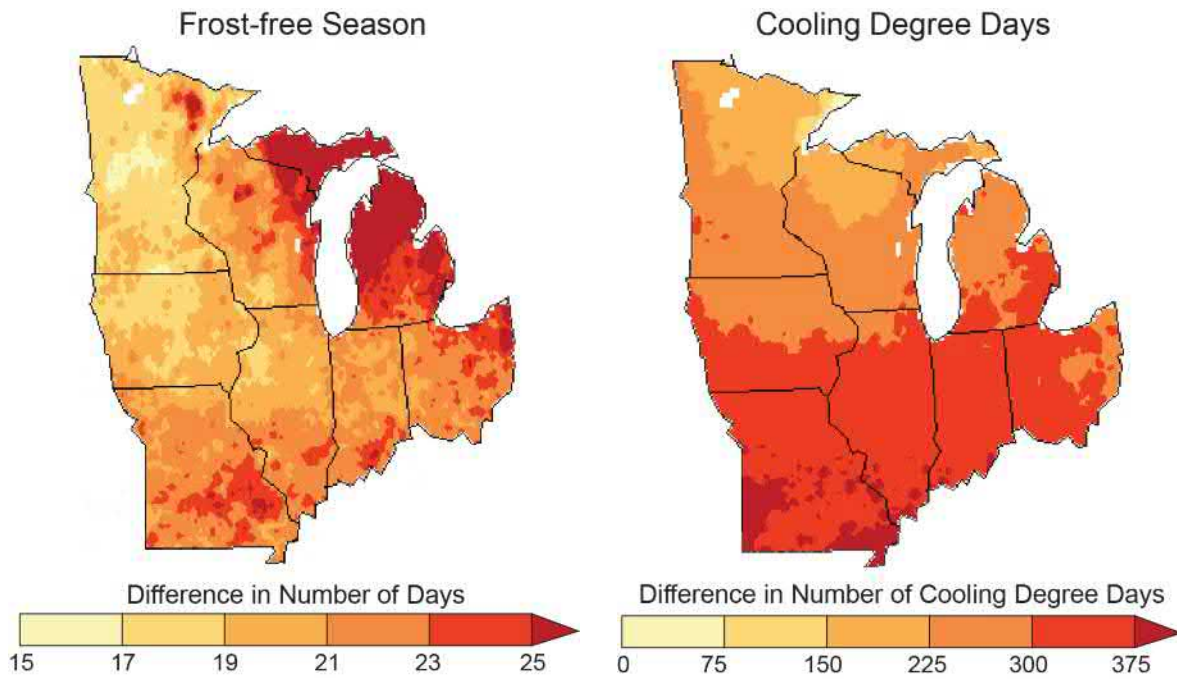 Frost-free Season
Cooling Degree Days
Difference in Number of Days
15 17 19 21 23 25
Difference in Number of Cooling Degree Days
0 75 150 225 300 375